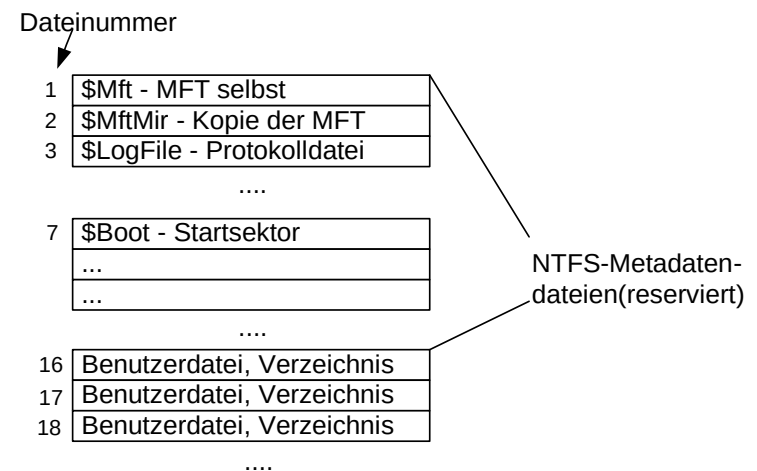 Dateinummer
1 $Mft - MFT selbst
2 $MftMir - Kopie der MFT
3 $LogFile - Protokolldatei
....
7 $Boot - Startsektor
...
...
NTFS-Metadaten-
dateien(reserviert)
....
16 Benutzerdatei, Verzeichnis
17 Benutzerdatei, Verzeichnis
18 Benutzerdatei, Verzeichnis
....